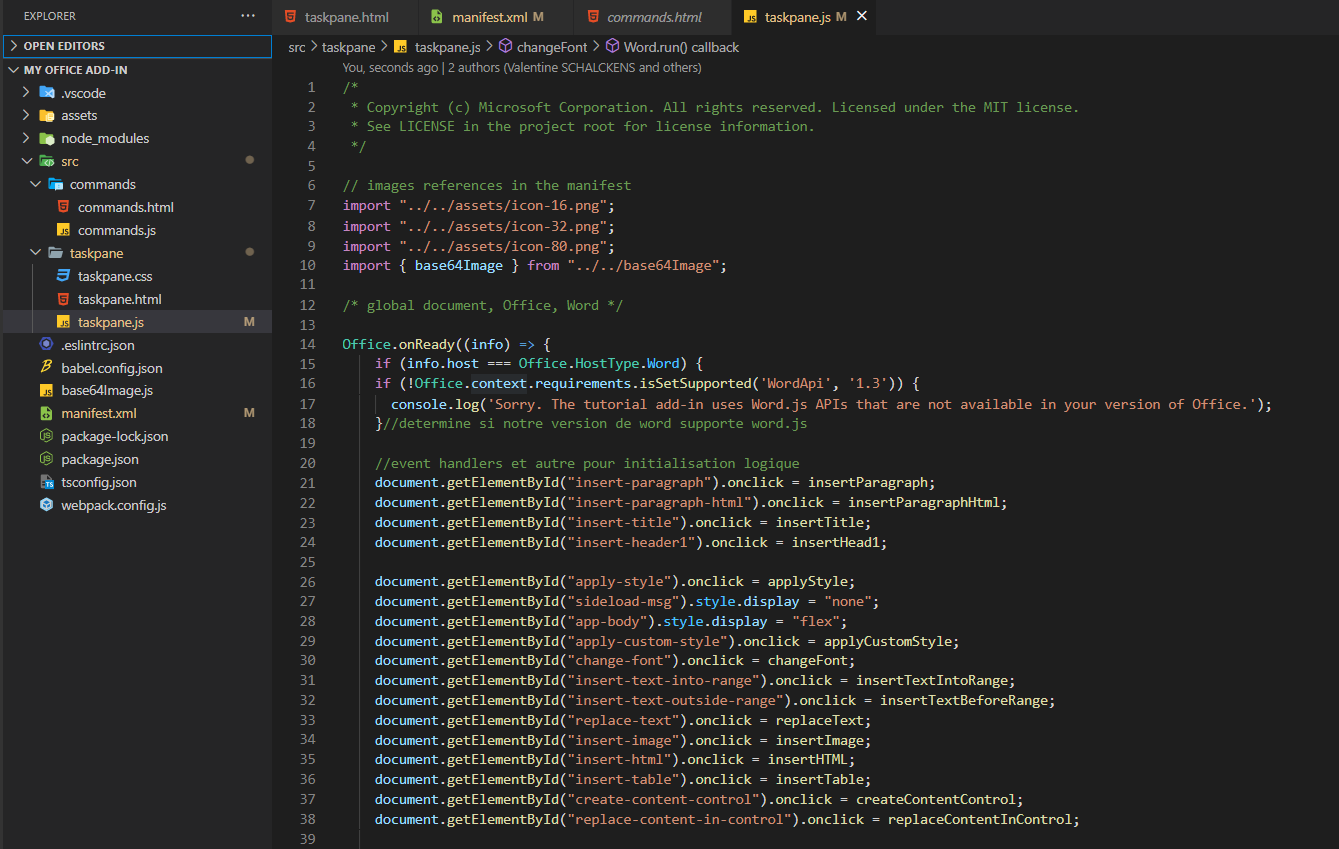 EXPLORER ···
OPEN EDITORS
MY OFFICE ADD-IN
.vscode
assets
node_modules
src
commands
commands.html
commands.js
taskpane
taskpane.css
taskpane.html
taskpane.js M
.eslintrc.json
babel.config.json
base64Image.js
manifest.xml M
package-lock.json
package.json
tsconfig.json
webpack.config.js
taskpane.html manifest.xml M commands.html taskpane.js M
src > taskpane > taskpane.js > changeFont > Word.run() callback
You, seconds ago | 2 authors (Valentine SCHALCKENS and others)
1 /*
2  * Copyright (c) Microsoft Corporation. All rights reserved. Licensed under the MIT license.
3  * See LICENSE in the project root for license information.
4  */
5
6 // images references in the manifest
7 import "../../assets/icon-16.png";
8 import "../../assets/icon-32.png";
9 import "../../assets/icon-80.png";
10 import { base64Image } from "../../base64Image";
11
12 /* global document, Office, Word */
13
14 Office.onReady((info) => {
15     if (info.host === Office.HostType.Word) {
16     if (!Office.context.requirements.isSetSupported('WordApi', '1.3')) {
17       console.log('Sorry. The tutorial add-in uses Word.js APIs that are not available in your version of Office.');
18     }//determine si notre version de word supporte word.js
19
20     //event handlers et autre pour initialisation logique
21     document.getElementById("insert-paragraph").onclick = insertParagraph;
22     document.getElementById("insert-paragraph-html").onclick = insertParagraphHtml;
23     document.getElementById("insert-title").onclick = insertTitle;
24     document.getElementById("insert-header1").onclick = insertHead1;
25
26     document.getElementById("apply-style").onclick = applyStyle;
27     document.getElementById("sideload-msg").style.display = "none";
28     document.getElementById("app-body").style.display = "flex";
29     document.getElementById("apply-custom-style").onclick = applyCustomStyle;
30     document.getElementById("change-font").onclick = changeFont;
31     document.getElementById("insert-text-into-range").onclick = insertTextIntoRange;
32     document.getElementById("insert-text-outside-range").onclick = insertTextBeforeRange;
33     document.getElementById("replace-text").onclick = replaceText;
34     document.getElementById("insert-image").onclick = insertImage;
35     document.getElementById("insert-html").onclick = insertHTML;
36     document.getElementById("insert-table").onclick = insertTable;
37     document.getElementById("create-content-control").onclick = createContentControl;
38     document.getElementById("replace-content-in-control").onclick = replaceContentInControl;
39